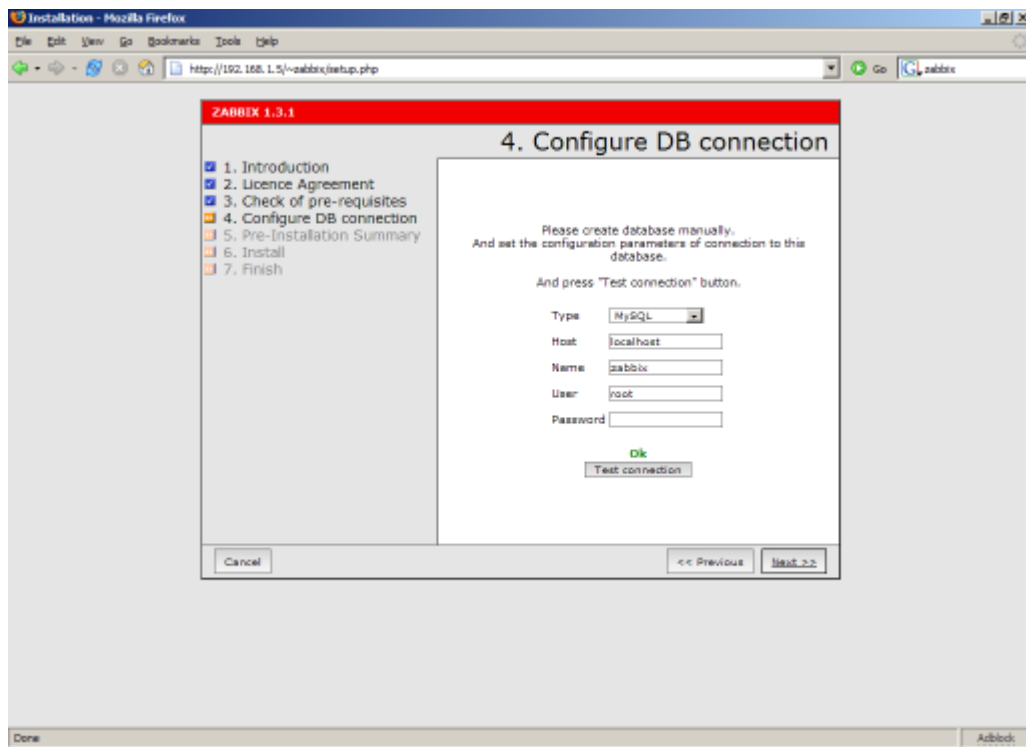 Installation - Mozilla Firefox
File Edit View Go Bookmarks Tools Help
http://192.168.1.5/~zabbix/setup.php Go zabbix
ZABBIX 1.3.1
4. Configure DB connection
1. Introduction
2. Licence Agreement
3. Check of pre-requisites
4. Configure DB connection
5. Pre-Installation Summary
6. Install
7. Finish
Please create database manually.
And set the configuration parameters of connection to this
database.
And press "Test connection" button.
Type MySQL
Host localhost
Name zabbix
User root
Password
Ok
Test connection
Cancel << Previous Next >>
Done Adblock